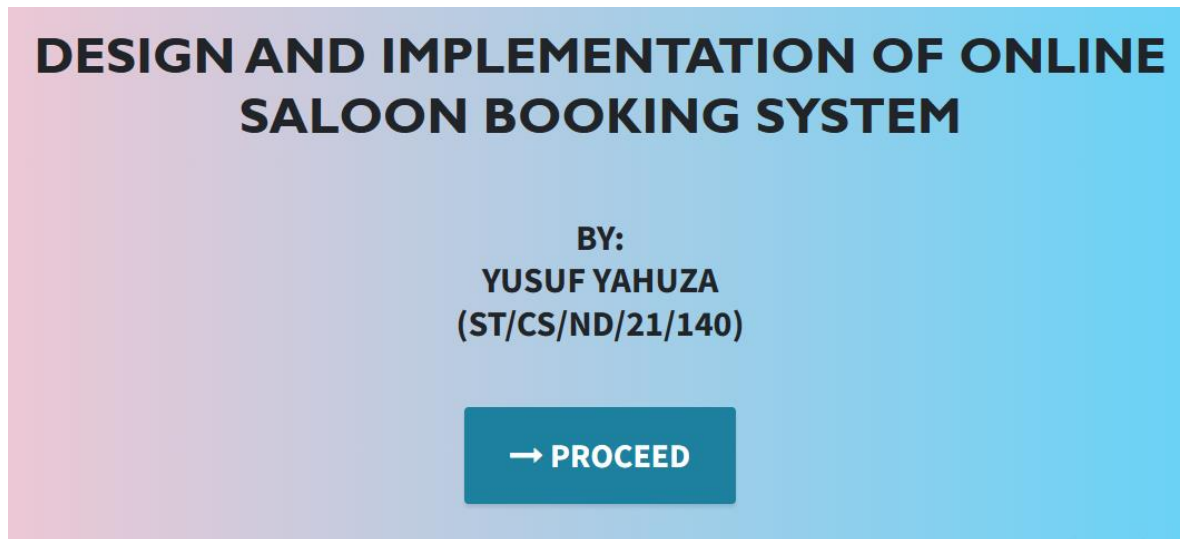 DESIGN AND IMPLEMENTATION OF ONLINE
SALOON BOOKING SYSTEM
BY:
YUSUF YAHUZA
(ST/CS/ND/21/140)
→ PROCEED